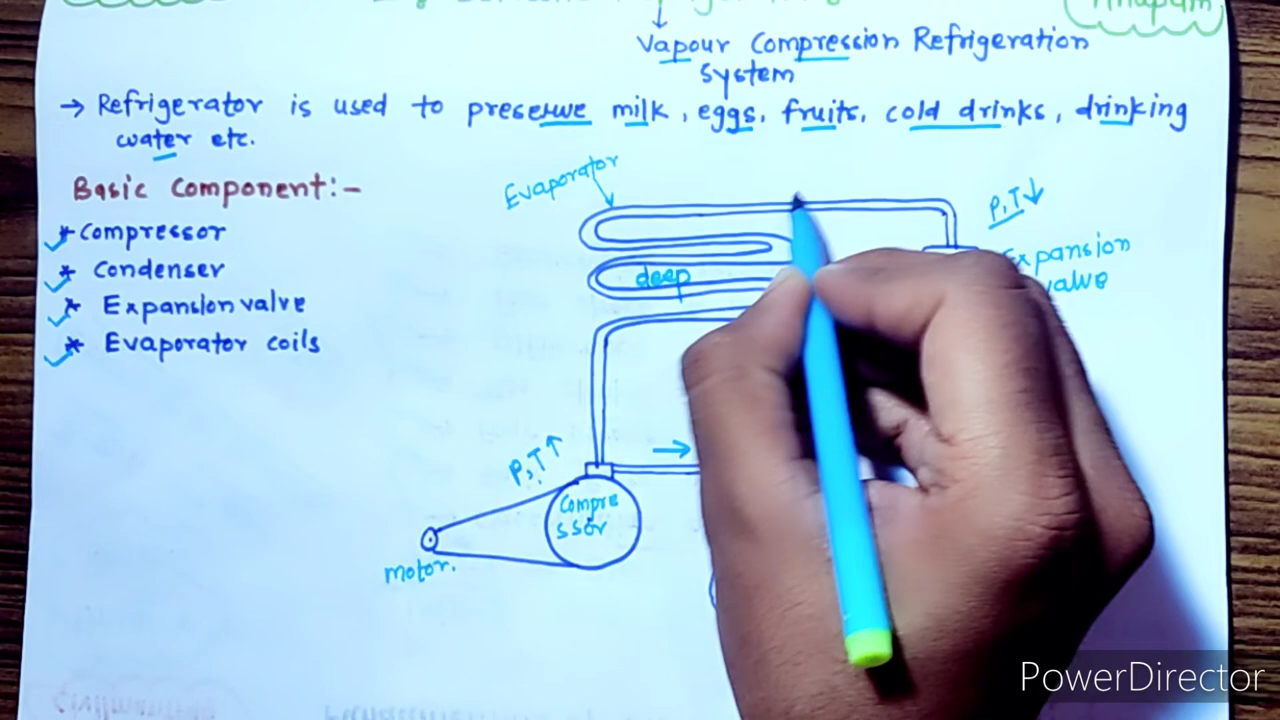 Vapour Compression Refrigeration
System
→ Refrigerator is used to preserve milk, eggs, fruits, cold drinks, drinking
water etc.
Basic Component:-
* Compressor
* Condenser
* Expansion valve
* Evaporator coils
Evaporator
deep
P,T↓
Expansion
valve
P,T↑
→
Compre
ssor
motor.
PowerDirector